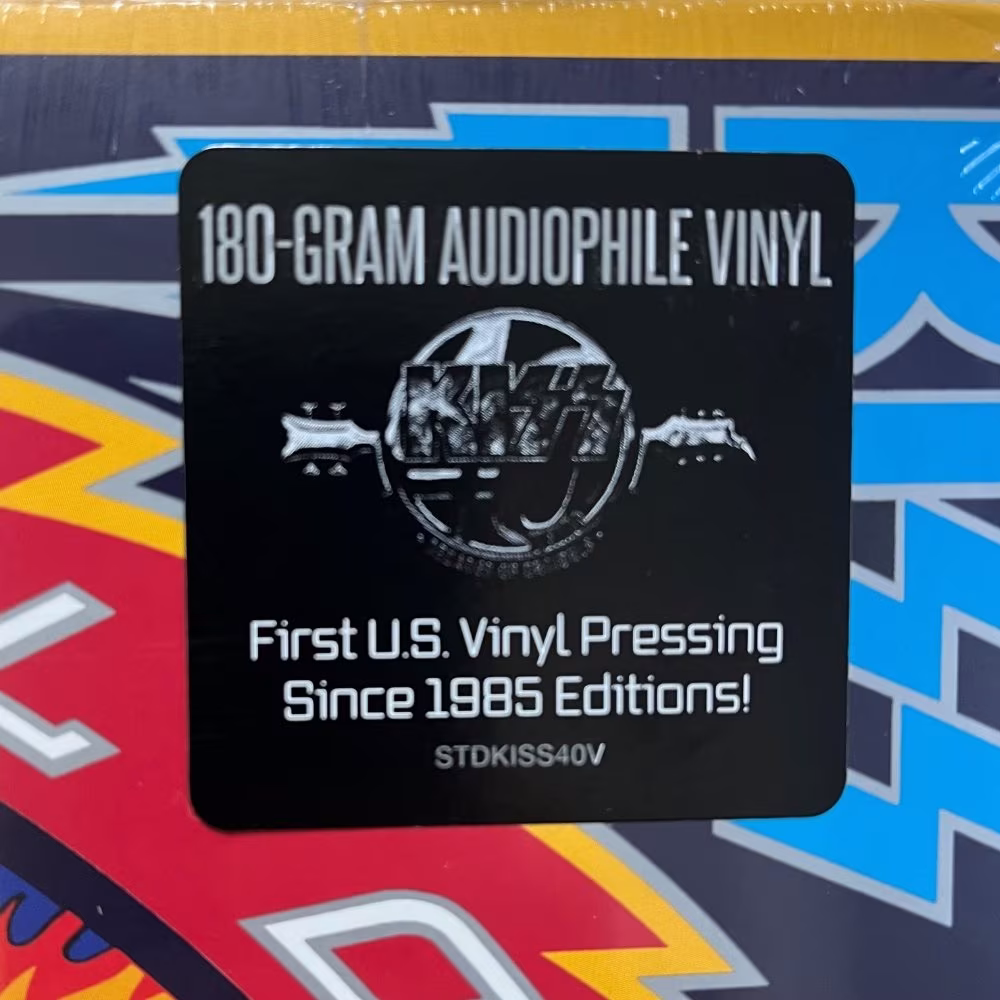 180-GRAM AUDIOPHILE VINYL
KISS
First U.S. Vinyl Pressing
Since 1985 Editions!
STDKISS40V